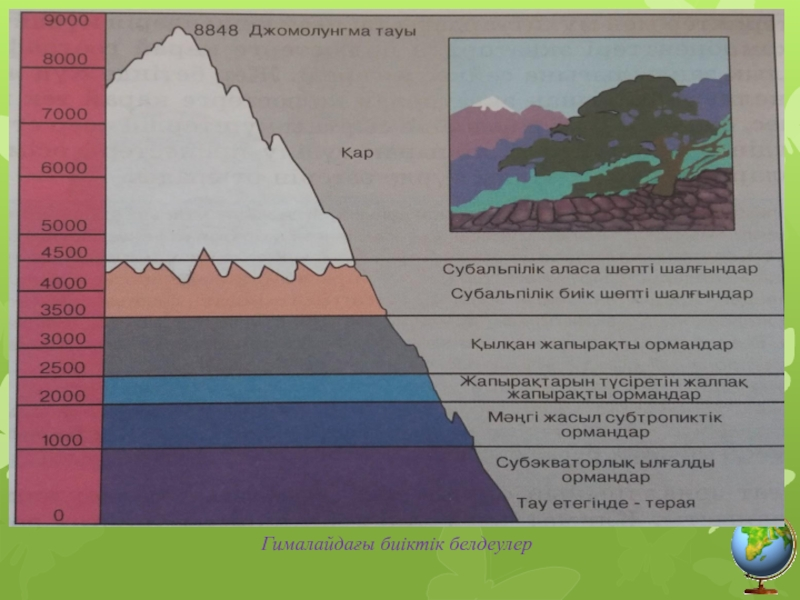 9000
8848 Джомолунгма тауы
8000
7000
Қар
6000
5000
4500
Субальпілік аласа шөпті шалғындар
4000
Субальпілік биік шөпті шалғындар
3500
3000
Қылқан жапырақты ормандар
2500
Жапырақтарын түсіретін жалпақ
жапырақты ормандар
2000
Мәңгі жасыл субтропиктік
ормандар
1000
Субэкваторлық ылғалды
ормандар
Тау етегінде - терая
0
Гималайдағы биіктік белдеулер